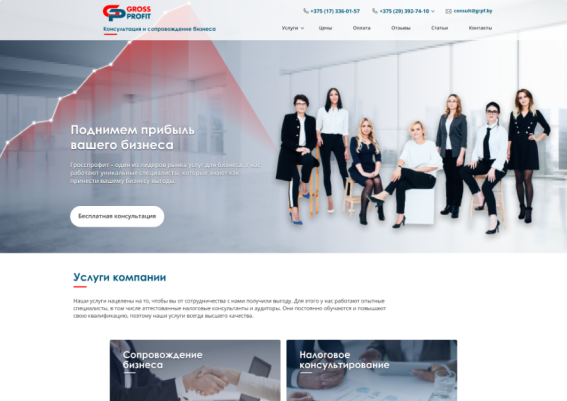 GROSS
PROFIT
Консультация и сопровождение бизнеса
+375 (17) 336-01-57
+375 (29) 392-74-10
consult@grpf.by
Услуги
Цены
Оплата
Отзывы
Статьи
Контакты
Поднимем прибыль
вашего бизнеса
Гросспрофит – один из лидеров рынка услуг для бизнеса. У нас
работают уникальные специалисты, которые знают как
принести вашему бизнесу выгоды.
Бесплатная консультация
Услуги компании
Наши услуги нацелены на то, чтобы вы от сотрудничества с нами получили выгоду. Для этого у нас работают опытные
специалисты, в том числе аттестованные налоговые консультанты и аудиторы. Они постоянно обучаются и повышают
свою квалификацию, поэтому наши услуги всегда высшего качества.
Сопровождение
бизнеса
Налоговое
консультирование